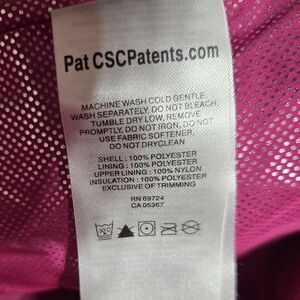 Pat CSCPatents.com
MACHINE WASH COLD GENTLE,
WASH SEPARATELY, DO NOT BLEACH,
TUMBLE DRY LOW, REMOVE
PROMPTLY, DO NOT IRON, DO NOT
USE FABRIC SOFTENER,
DO NOT DRYCLEAN
SHELL : 100% POLYESTER
LINING : 100% POLYESTER
UPPER LINING : 100% NYLON
INSULATION : 100% POLYESTER
EXCLUSIVE OF TRIMMING
RN 69724
CA 05367